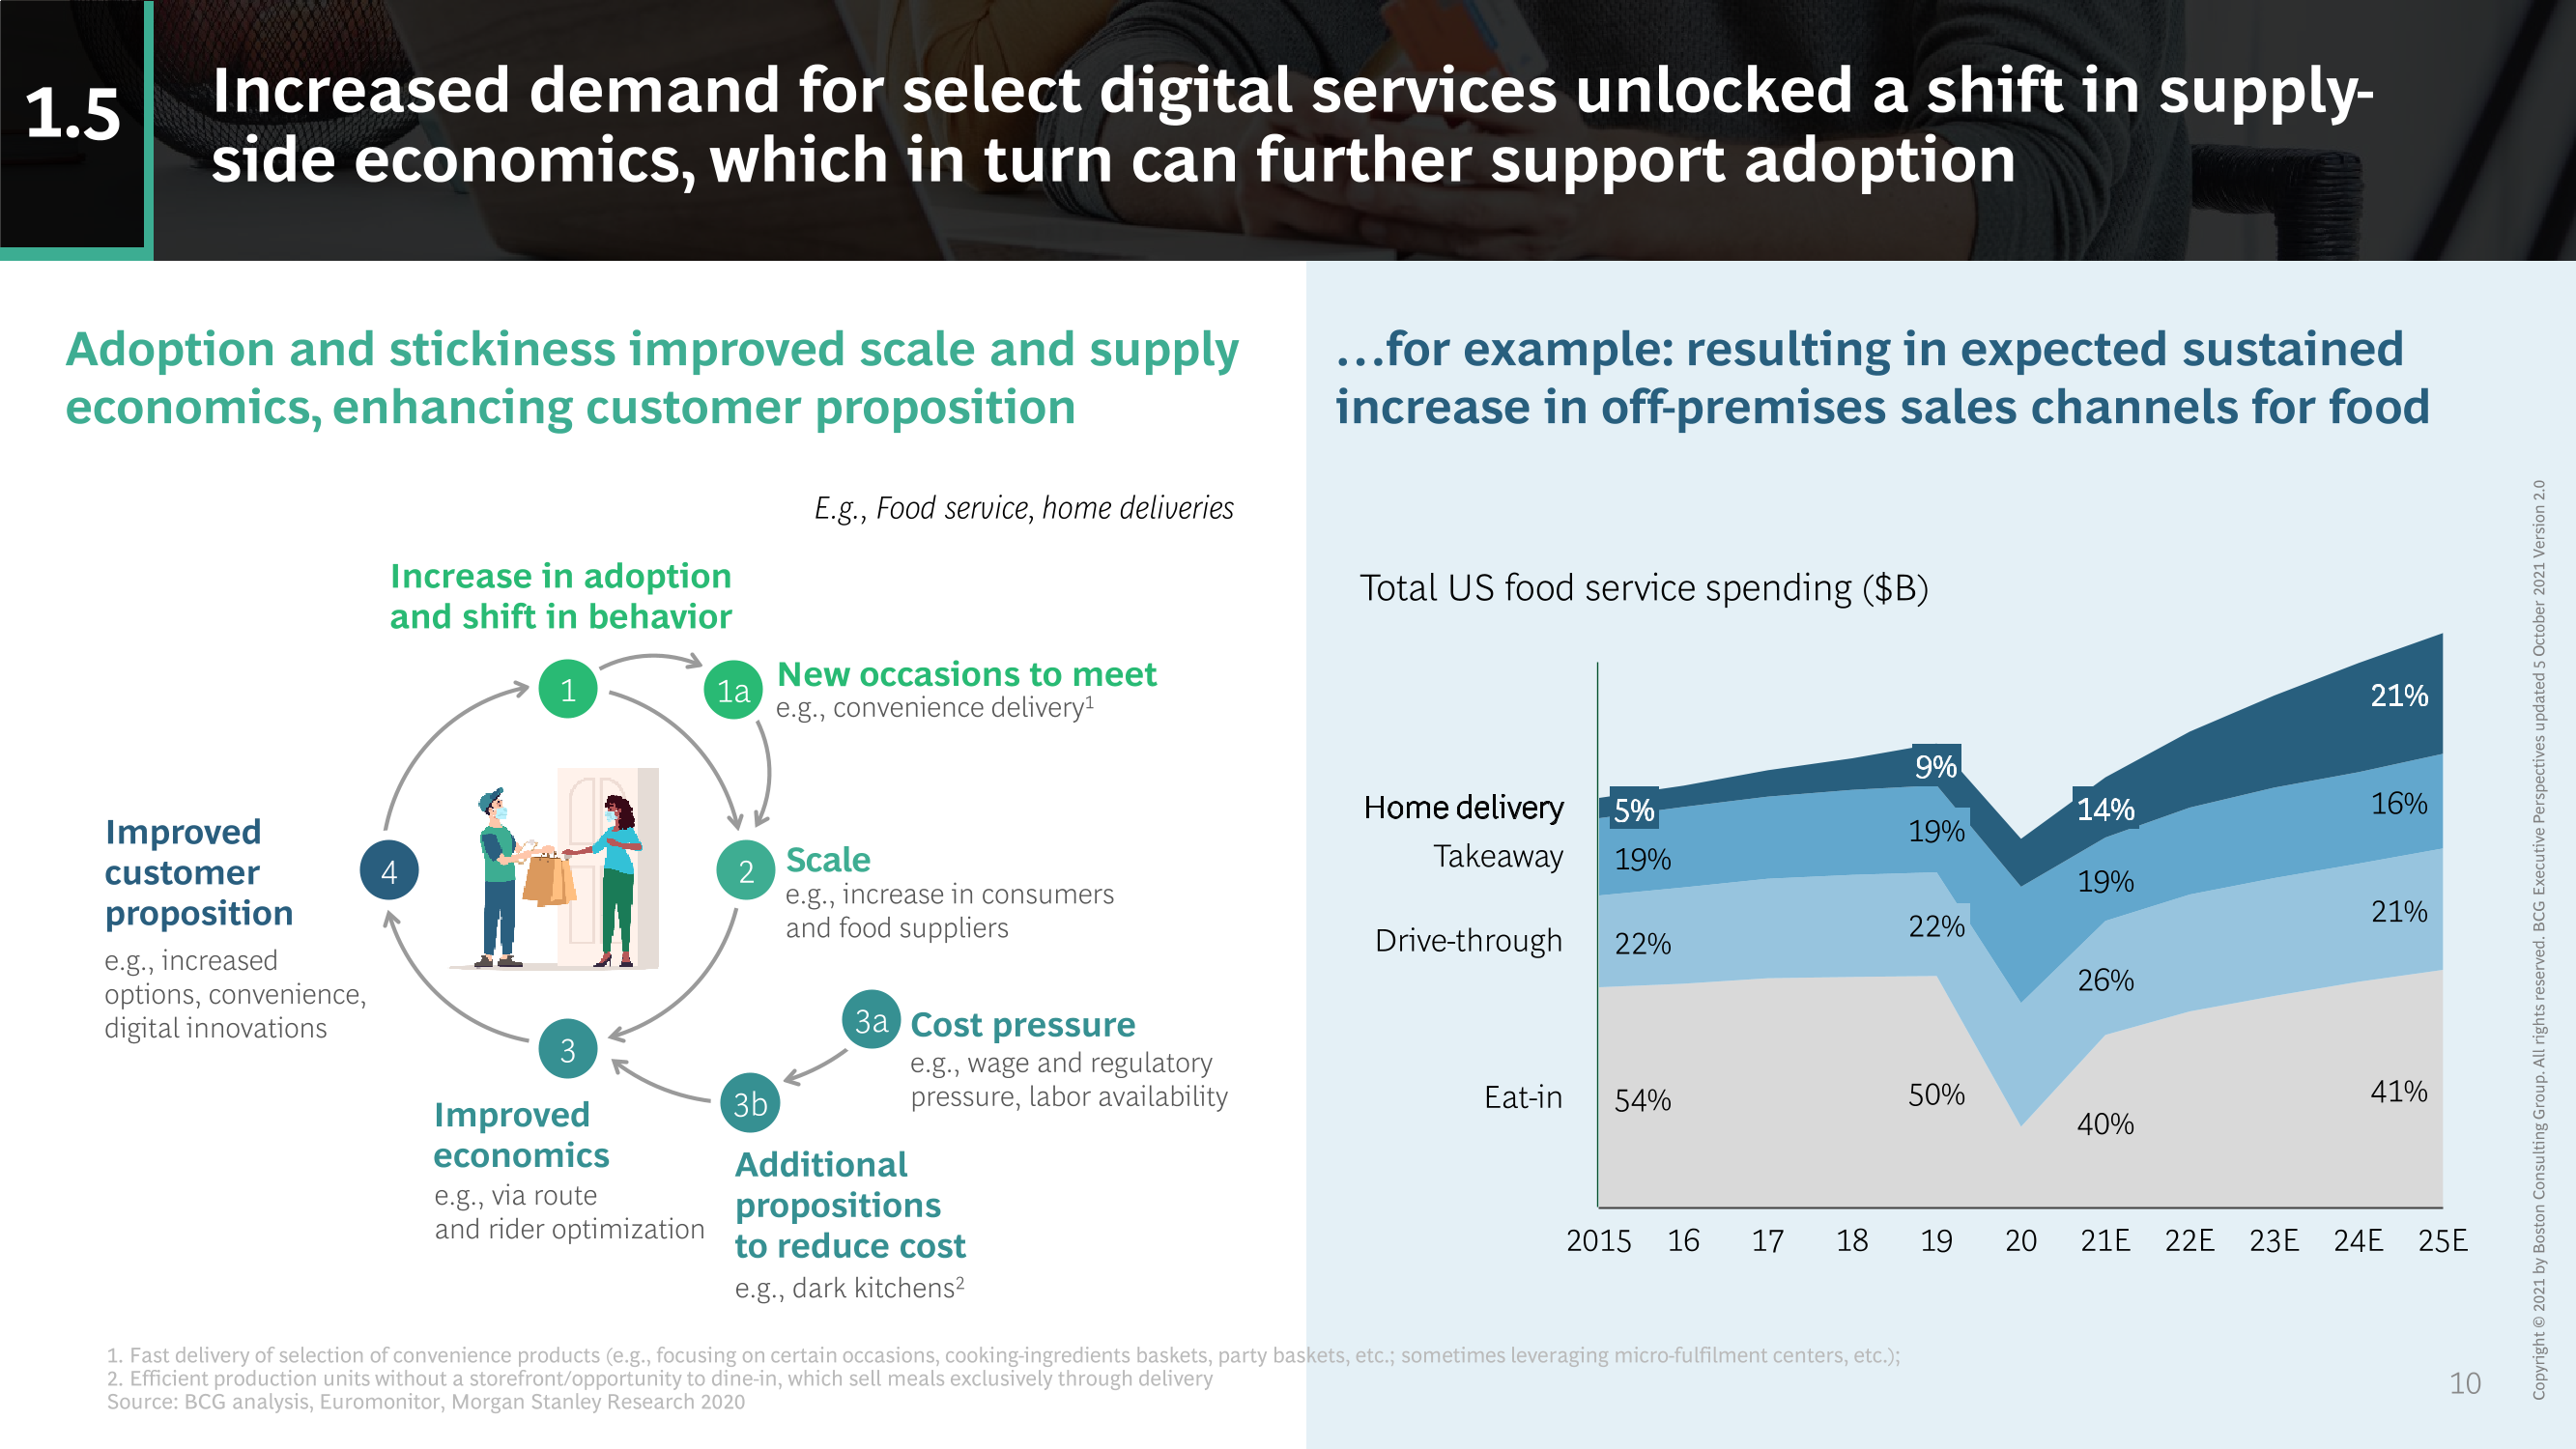 1.5
Increased demand for select digital services unlocked a shift in supply-
side economics, which in turn can further support adoption
Adoption and stickiness improved scale and supply
economics, enhancing customer proposition
E.g., Food service, home deliveries
Increase in adoption
and shift in behavior
1
1a
New occasions to meet
e.g., convenience delivery¹
2
Scale
e.g., increase in consumers
and food suppliers
3a
Cost pressure
e.g., wage and regulatory
pressure, labor availability
3b
Additional
propositions
to reduce cost
e.g., dark kitchens²
3
Improved
economics
e.g., via route
and rider optimization
4
Improved
customer
proposition
e.g., increased
options, convenience,
digital innovations
…for example: resulting in expected sustained
increase in off-premises sales channels for food
Total US food service spending ($B)
Home delivery 5% 9% 14% 21%
Takeaway 19% 19% 19% 16%
Drive-through 22% 22% 26% 21%
Eat-in 54% 50% 40% 41%
2015 16 17 18 19 20 21E 22E 23E 24E 25E
1. Fast delivery of selection of convenience products (e.g., focusing on certain occasions, cooking-ingredients baskets, party baskets, etc.; sometimes leveraging micro-fulfilment centers, etc.);
2. Efficient production units without a storefront/opportunity to dine-in, which sell meals exclusively through delivery
Source: BCG analysis, Euromonitor, Morgan Stanley Research 2020
10
Copyright © 2021 by Boston Consulting Group. All rights reserved. BCG Executive Perspectives updated 5 October 2021 Version 2.0